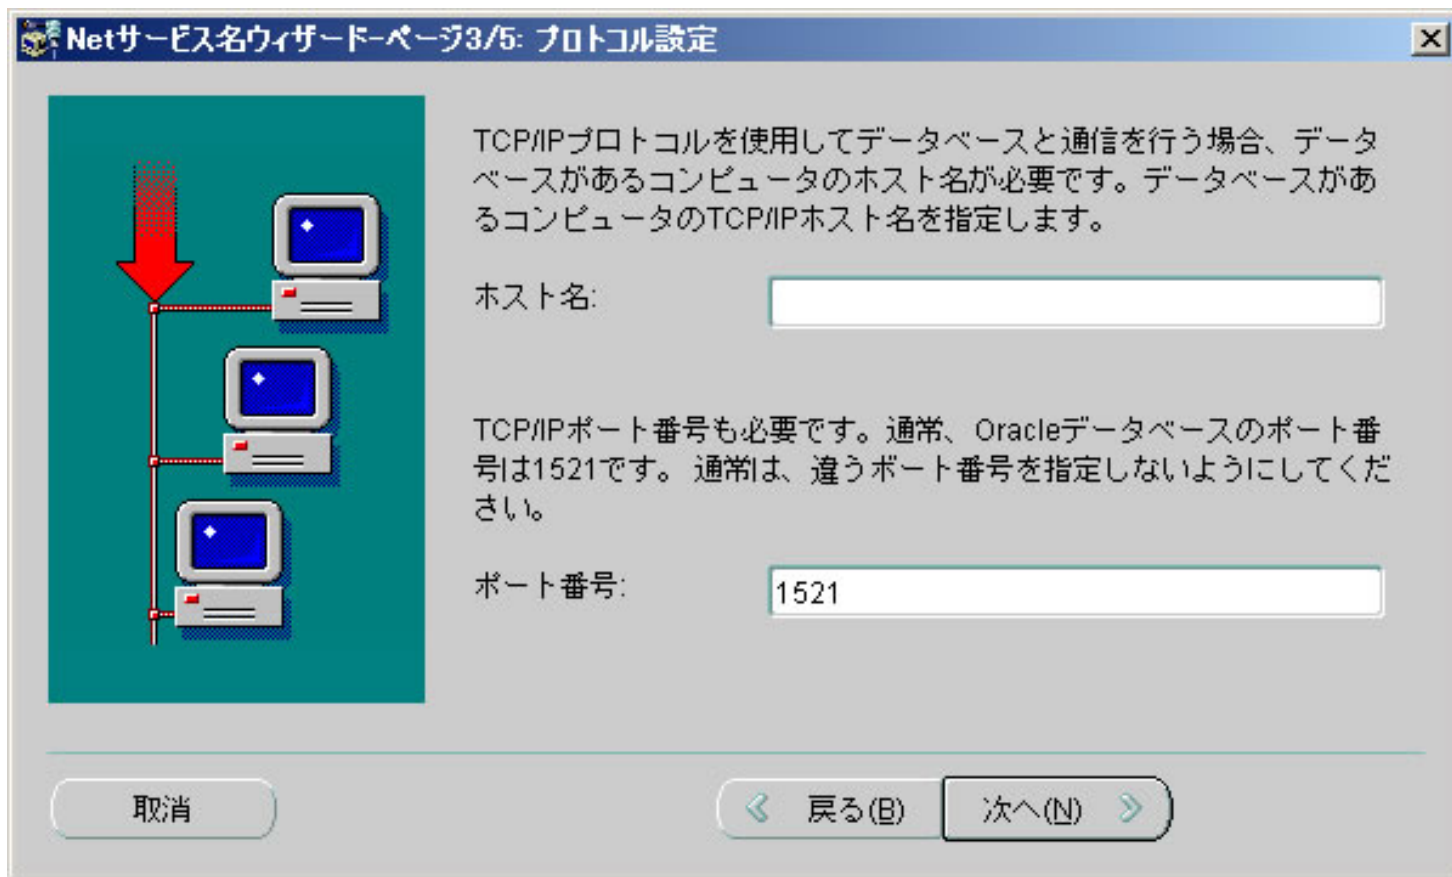 Netサービス名ウィザード-ページ3/5: プロトコル設定
TCP/IPプロトコルを使用してデータベースと通信を行う場合、データ
ベースがあるコンピュータのホスト名が必要です。データベースがあ
るコンピュータのTCP/IPホスト名を指定します。
ホスト名:
TCP/IPポート番号も必要です。通常、Oracleデータベースのポート番
号は1521です。 通常は、違うポート番号を指定しないようにしてくだ
さい。
ポート番号: 1521
取消 戻る(B) 次へ(N)